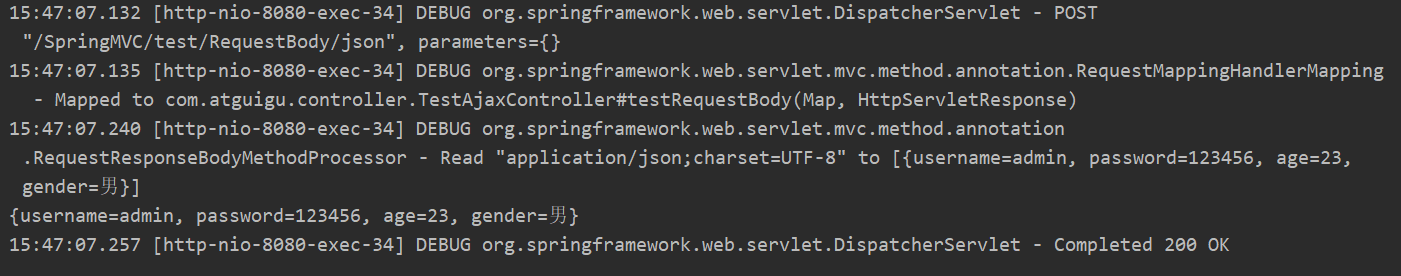 15:47:07.132 [http-nio-8080-exec-34] DEBUG org.springframework.web.servlet.DispatcherServlet - POST
"/SpringMVC/test/RequestBody/json", parameters={}
15:47:07.135 [http-nio-8080-exec-34] DEBUG org.springframework.web.servlet.mvc.method.annotation.RequestMappingHandlerMapping
- Mapped to com.atguigu.controller.TestAjaxController#testRequestBody(Map, HttpServletResponse)
15:47:07.240 [http-nio-8080-exec-34] DEBUG org.springframework.web.servlet.mvc.method.annotation
.RequestResponseBodyMethodProcessor - Read "application/json;charset=UTF-8" to [{username=admin, password=123456, age=23,
gender=男}]
{username=admin, password=123456, age=23, gender=男}
15:47:07.257 [http-nio-8080-exec-34] DEBUG org.springframework.web.servlet.DispatcherServlet - Completed 200 OK